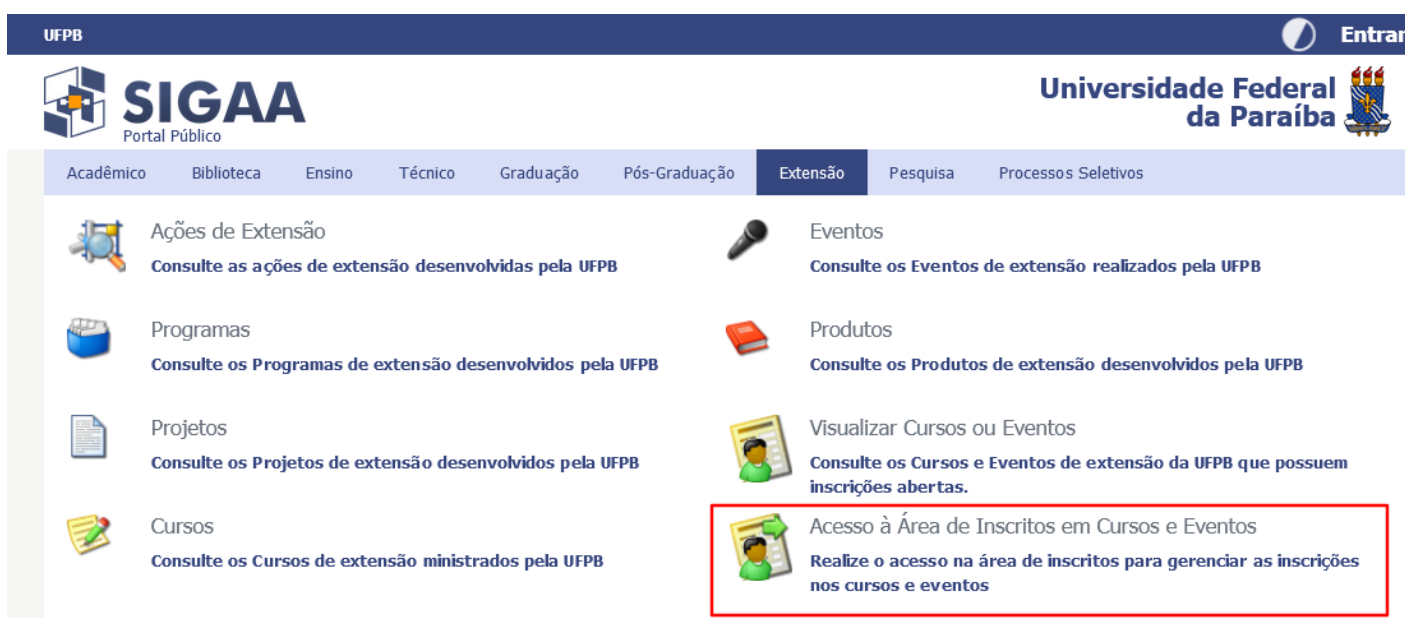 UFPB
Entrar
SIGAA
Portal Público
Universidade Federal
da Paraíba
Acadêmico Biblioteca Ensino Técnico Graduação Pós-Graduação Extensão Pesquisa Processos Seletivos
Ações de Extensão
Consulte as ações de extensão desenvolvidas pela UFPB
Eventos
Consulte os Eventos de extensão realizados pela UFPB
Programas
Consulte os Programas de extensão desenvolvidos pela UFPB
Produtos
Consulte os Produtos de extensão desenvolvidos pela UFPB
Projetos
Consulte os Projetos de extensão desenvolvidos pela UFPB
Visualizar Cursos ou Eventos
Consulte os Cursos e Eventos de extensão da UFPB que possuem
inscrições abertas.
Cursos
Consulte os Cursos de extensão ministrados pela UFPB
Acesso à Área de Inscritos em Cursos e Eventos
Realize o acesso na área de inscritos para gerenciar as inscrições
nos cursos e eventos